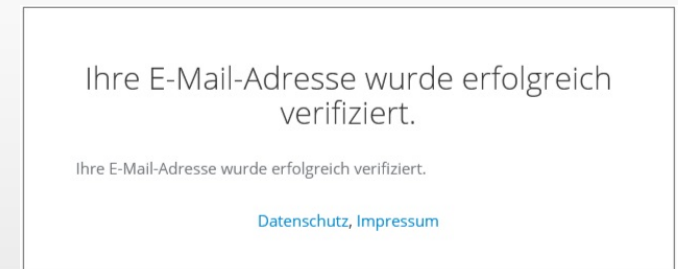 Ihre E-Mail-Adresse wurde erfolgreich
verifiziert.
Ihre E-Mail-Adresse wurde erfolgreich verifiziert.
Datenschutz, Impressum